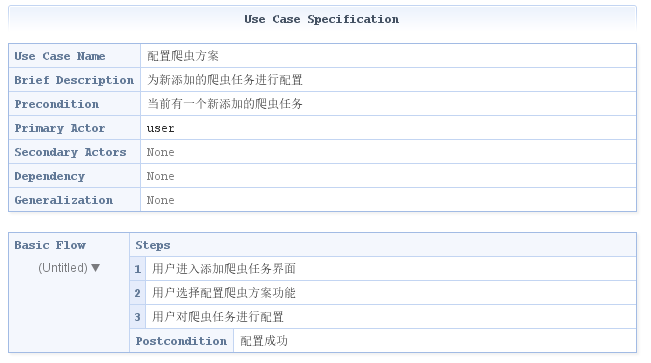 Use Case Specification
Use Case Name 配置爬虫方案
Brief Description 为新添加的爬虫任务进行配置
Precondition 当前有一个新添加的爬虫任务
Primary Actor user
Secondary Actors None
Dependency None
Generalization None
Basic Flow Steps
(Untitled) ▼
1 用户进入添加爬虫任务界面
2 用户选择配置爬虫方案功能
3 用户对爬虫任务进行配置
Postcondition 配置成功